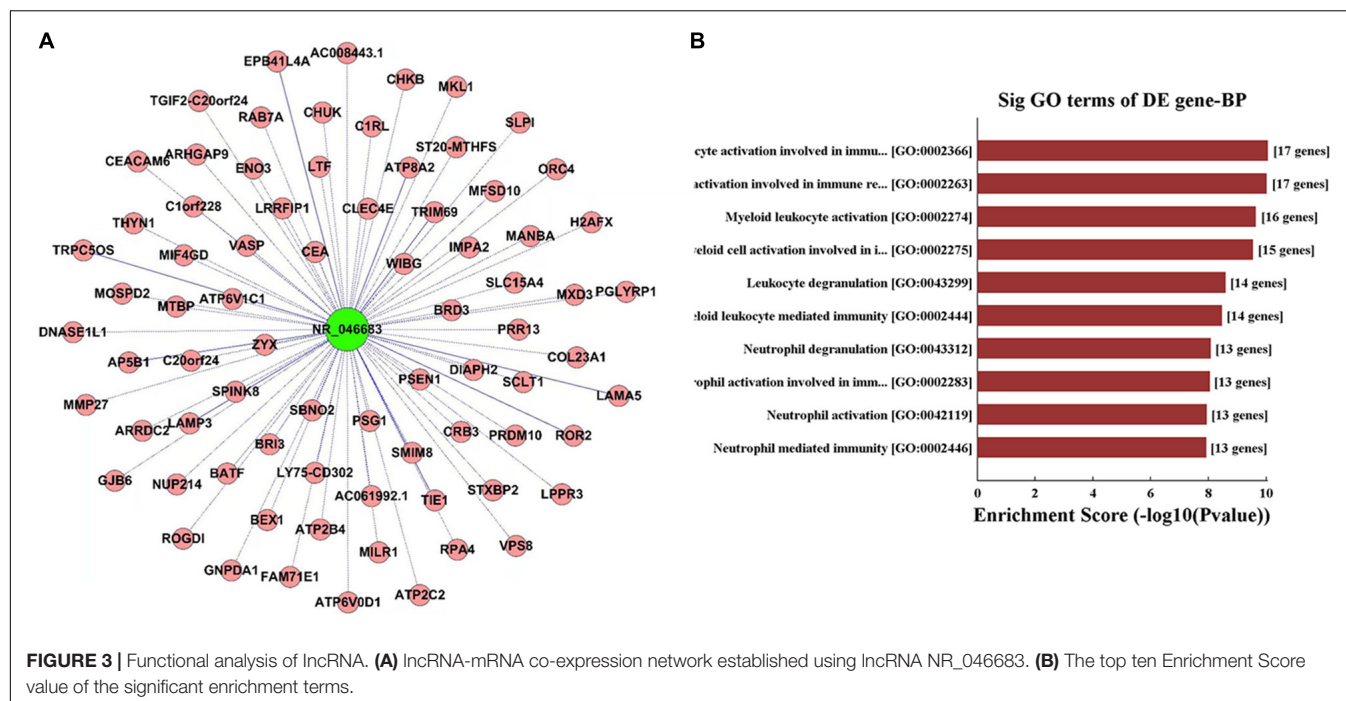 A
B
EPB41L4A
AC008443.1
CHKB
MKL1
TGIF2-C20orf24
RAB7A
CHUK
C1RL
SLPI
CEACAM6
ARHGAP9
ENO3
LTF
ATP8A2
ST20-MTHFS
ORC4
C1orf228
LRRFIP1
CLEC4E
MFSD10
THYN1
TRIM69
H2AFX
TRPC5OS
MIF4GD
VASP
CEA
WIBG
IMPA2
MANBA
MOSPD2
MTBP
ATP6V1C1
SLC15A4
MXD3
PGLYRP1
BRD3
DNASE1L1
NR_046683
PRR13
AP5B1
C20orf24
ZYX
COL23A1
DIAPH2
PSEN1
SCLT1
LAMA5
MMP27
SPINK8
ARRDC2
LAMP3
SBNO2
PSG1
CRB3
PRDM10
ROR2
BRI3
SMIM8
GJB6
NUP214
BATF
LY75-CD302
AC061992.1
TIE1
STXBP2
LPPR3
ROGDI
BEX1
ATP2B4
MILR1
RPA4
VPS8
GNPDA1
FAM71E1
ATP6V0D1
ATP2C2
Sig GO terms of DE gene-BP
cyte activation involved in immu... [GO:0002366]
[17 genes]
activation involved in immune re... [GO:0002263]
[17 genes]
Myeloid leukocyte activation [GO:0002274]
[16 genes]
yeloid cell activation involved in i... [GO:0002275]
[15 genes]
Leukocyte degranulation [GO:0043299]
[14 genes]
eloid leukocyte mediated immunity [GO:0002444]
[14 genes]
Neutrophil degranulation [GO:0043312]
[13 genes]
rophil activation involved in imm... [GO:0002283]
[13 genes]
Neutrophil activation [GO:0042119]
[13 genes]
Neutrophil mediated immunity [GO:0002446]
[13 genes]
0 2 4 6 8 10
Enrichment Score (-log10(Pvalue))
FIGURE 3 | Functional analysis of lncRNA. (A) lncRNA-mRNA co-expression network established using lncRNA NR_046683. (B) The top ten Enrichment Score
value of the significant enrichment terms.